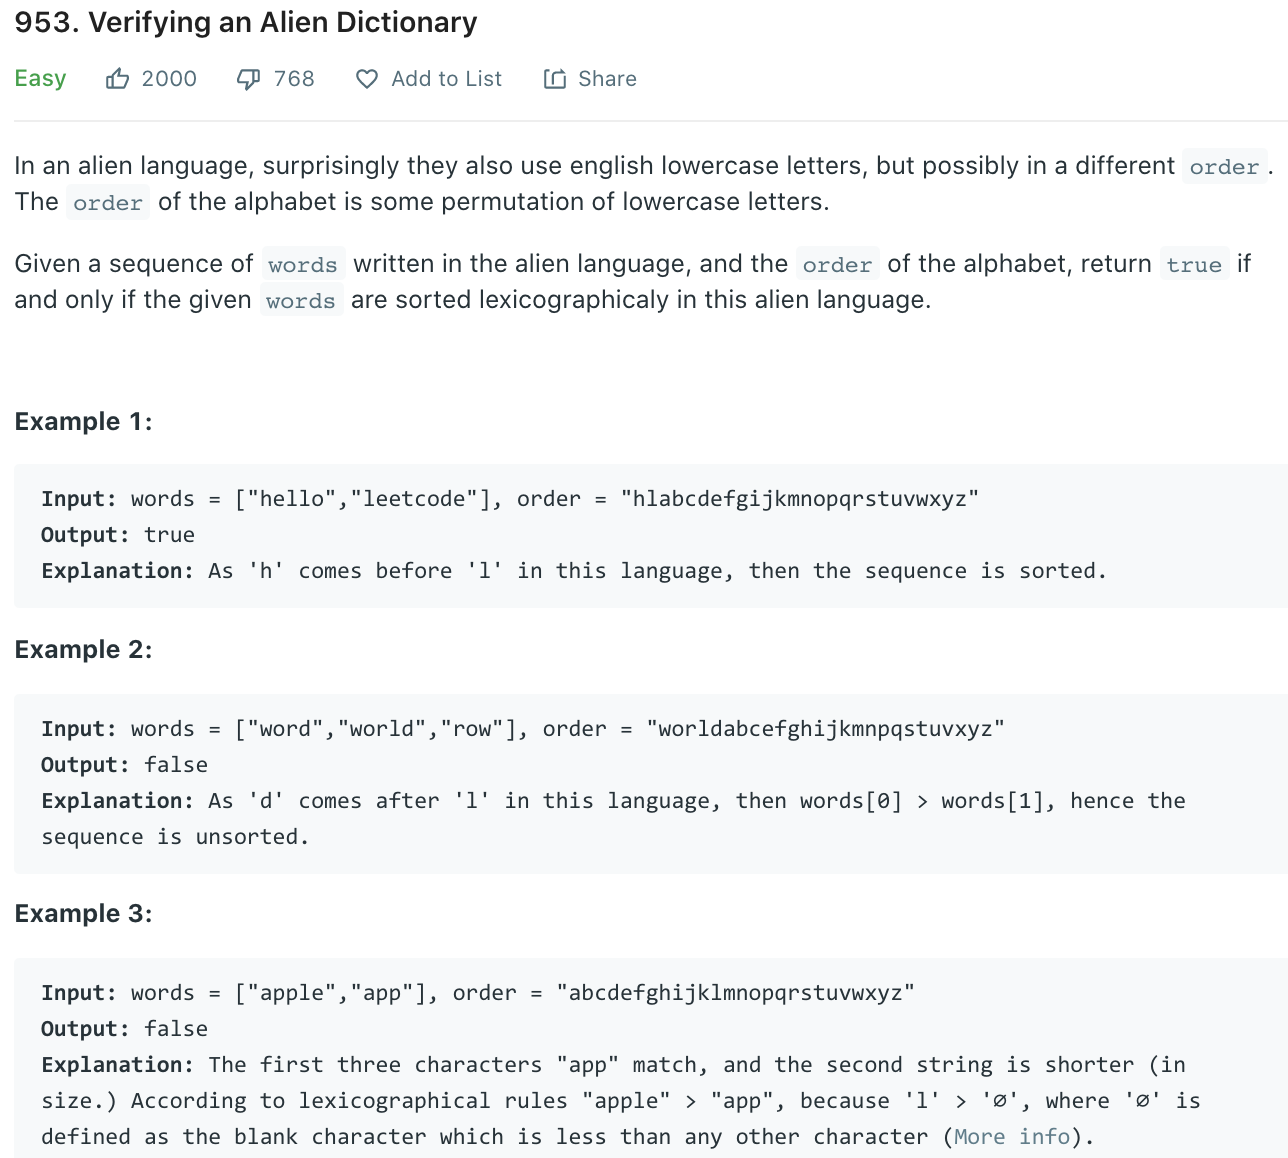 953. Verifying an Alien Dictionary
Easy 2000 768 Add to List Share
In an alien language, surprisingly they also use english lowercase letters, but possibly in a different order.
The order of the alphabet is some permutation of lowercase letters.
Given a sequence of words written in the alien language, and the order of the alphabet, return true if
and only if the given words are sorted lexicographicaly in this alien language.
Example 1:
Input: words = ["hello","leetcode"], order = "hlabcdefgijkmnopqrstuvwxyz"
Output: true
Explanation: As 'h' comes before 'l' in this language, then the sequence is sorted.
Example 2:
Input: words = ["word","world","row"], order = "worldabcefghijkmnpqstuvxyz"
Output: false
Explanation: As 'd' comes after 'l' in this language, then words[0] > words[1], hence the
sequence is unsorted.
Example 3:
Input: words = ["apple","app"], order = "abcdefghijklmnopqrstuvwxyz"
Output: false
Explanation: The first three characters "app" match, and the second string is shorter (in
size.) According to lexicographical rules "apple" > "app", because 'l' > '∅', where '∅' is
defined as the blank character which is less than any other character (More info).